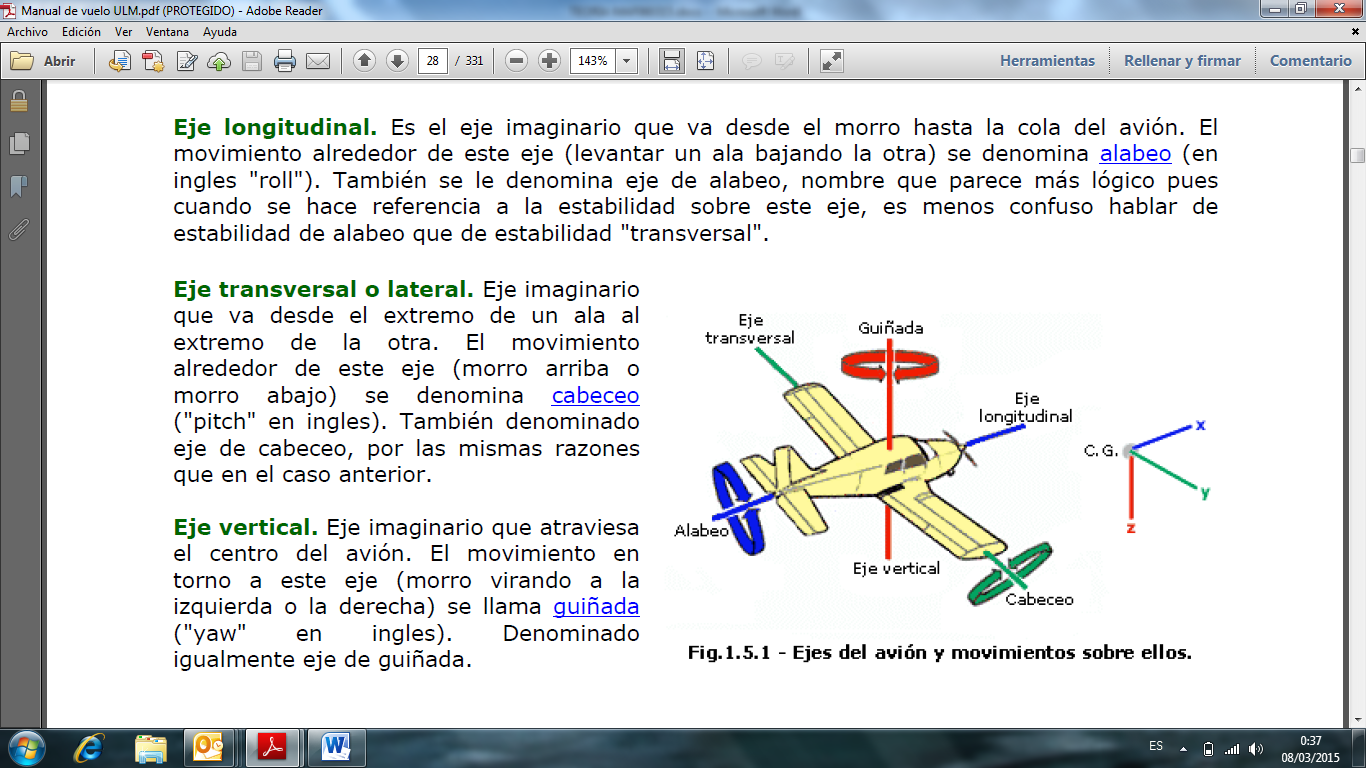 Manual de vuelo ULM.pdf (PROTEGIDO) - Adobe Reader
Archivo Edición Ver Ventana Ayuda
Abrir 28 / 331 143% Herramientas Rellenar y firmar Comentario
Eje longitudinal. Es el eje imaginario que va desde el morro hasta la cola del avión. El
movimiento alrededor de este eje (levantar un ala bajando la otra) se denomina alabeo (en
ingles "roll"). También se le denomina eje de alabeo, nombre que parece más lógico pues
cuando se hace referencia a la estabilidad sobre este eje, es menos confuso hablar de
estabilidad de alabeo que de estabilidad "transversal".
Eje transversal o lateral. Eje imaginario
que va desde el extremo de un ala al
extremo de la otra. El movimiento
alrededor de este eje (morro arriba o
morro abajo) se denomina cabeceo
("pitch" en ingles). También denominado
eje de cabeceo, por las mismas razones
que en el caso anterior.
Eje vertical. Eje imaginario que atraviesa
el centro del avión. El movimiento en
torno a este eje (morro virando a la
izquierda o la derecha) se llama guiñada
("yaw" en ingles). Denominado
igualmente eje de guiñada.
Eje
transversal
Guiñada
Eje
longitudinal
C.G.
x
y
z
Alabeo
Eje vertical
Cabeceo
Fig.1.5.1 - Ejes del avión y movimientos sobre ellos.
ES
0:37
08/03/2015